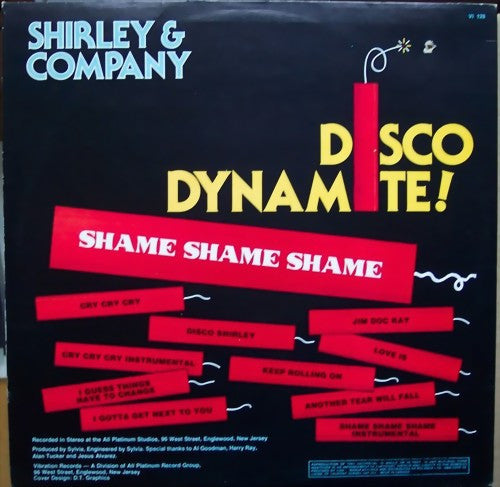 VI 128
SHIRLEY &
COMPANY
DISCO
DYNAMITE!
SHAME SHAME SHAME
CRY CRY CRY
DISCO SHIRLEY
JIM DOC KAY
CRY CRY CRY INSTRUMENTAL
LOVE IS
KEEP ROLLING ON
I GUESS THINGS
HAVE TO CHANGE
ANOTHER TEAR WILL FALL
I GOTTA GET NEXT TO YOU
SHAME SHAME SHAME
INSTRUMENTAL
Recorded in Stereo at the All Platinum Studios, 96 West Street, Englewood, New Jersey
Produced by Sylvia, Engineered by Sylvia. Special thanks to Al Goodman, Harry Ray,
Alan Tucker and Jesus Alvarez.
Vibration Records — A Division of All Platinum Record Group,
96 West Street, Englewood, New Jersey
Cover Design: D.T. Graphics